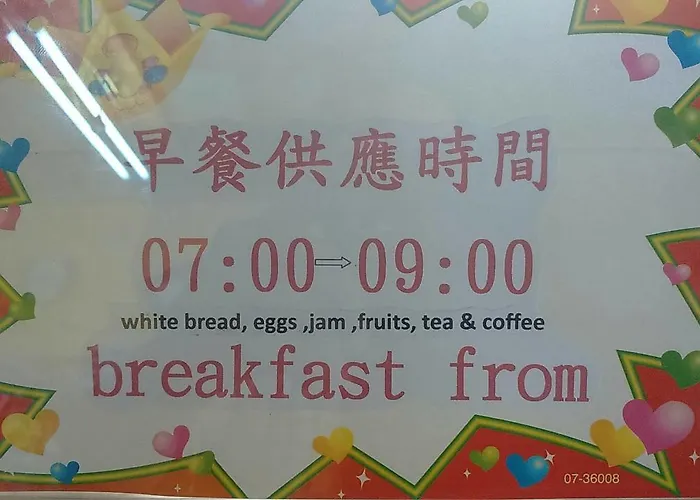 早餐供應時間
07:00→09:00
white bread, eggs ,jam ,fruits, tea & coffee
breakfast from
07-36008